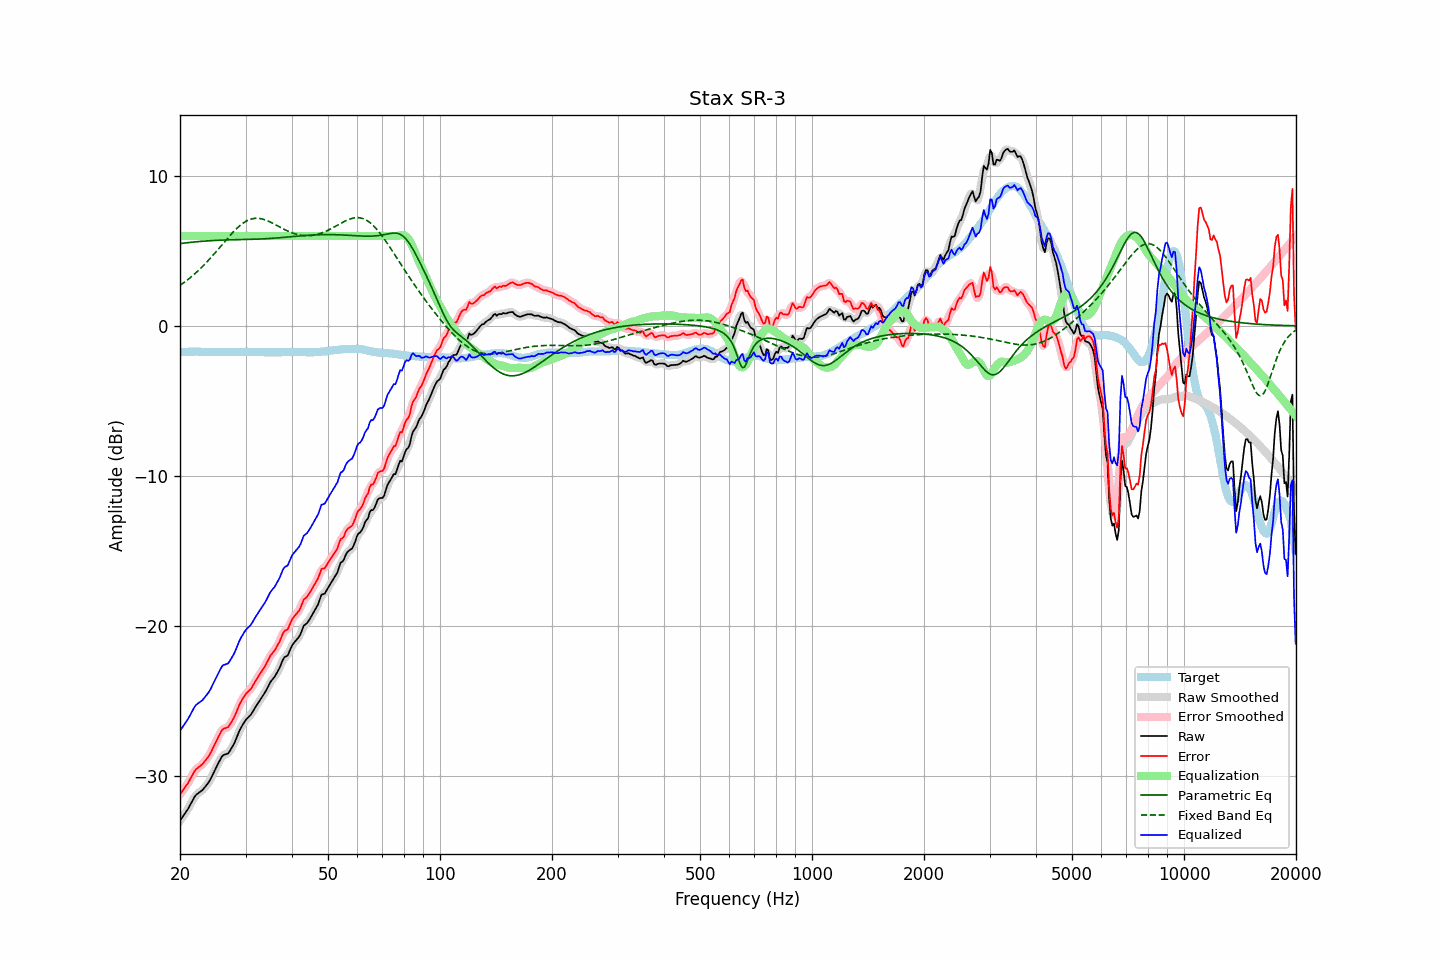 Stax SR-3
Amplitude (dBr)
10
0
−10
−20
−30
20
50
100
200
500
1000
2000
5000
10000
20000
Frequency (Hz)
Target
Raw Smoothed
Error Smoothed
Raw
Error
Equalization
Parametric Eq
Fixed Band Eq
Equalized